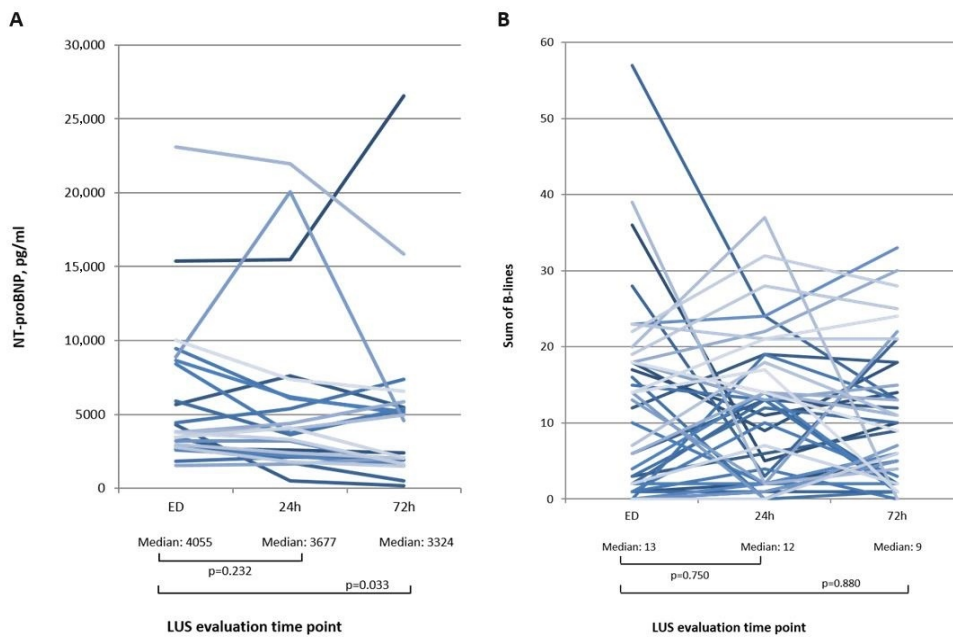 A
30,000
25,000
20,000
15,000
10,000
5000
0
NT-proBNP, pg/ml
ED 24h 72h
Median: 4055 Median: 3677 Median: 3324
p=0.232
p=0.033
LUS evaluation time point
B
60
50
40
30
20
10
0
Sum of B-lines
ED 24h 72h
Median: 13 Median: 12 Median: 9
p=0.750
p=0.880
LUS evaluation time point